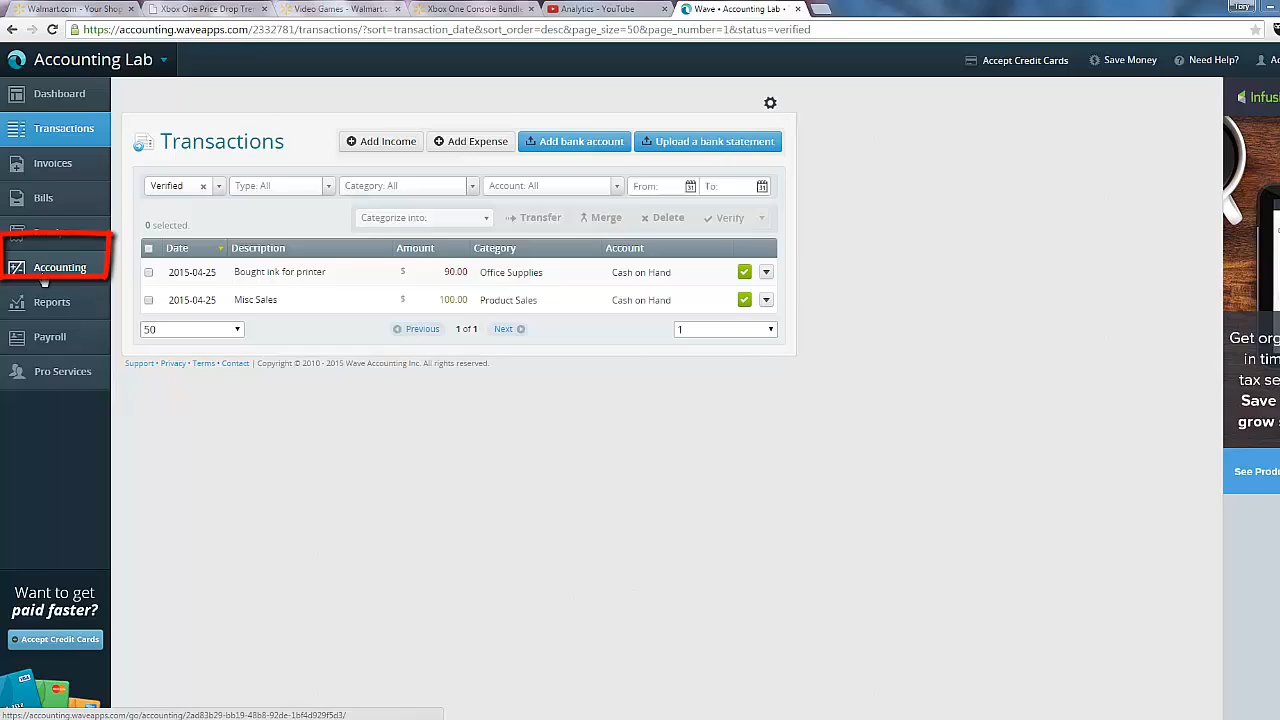 Walmart.com - Your Shop
Xbox One Price Drop Tren
Video Games - Walmart.c
Xbox One Console Bundle
Analytics - YouTube
Wave • Accounting Lab •
Tory
https://accounting.waveapps.com/2332781/transactions/?sort=transaction_date&sort_order=desc&page_size=50&page_number=1&status=verified
Accounting Lab
Accept Credit Cards
Save Money
Need Help?
Dashboard
Transactions
Invoices
Bills
Accounting
Reports
Payroll
Pro Services
Want to get
paid faster?
Accept Credit Cards
VISA
Transactions
Add Income
Add Expense
Add bank account
Upload a bank statement
Verified
Type: All
Category: All
Account: All
From:
31
To:
31
0 selected.
Categorize into:
Transfer
Merge
Delete
Verify
Date Description Amount Category Account
2015-04-25 Bought ink for printer $ 90.00 Office Supplies Cash on Hand
2015-04-25 Misc Sales $ 100.00 Product Sales Cash on Hand
50
Previous 1 of 1 Next
1
Support • Privacy • Terms • Contact | Copyright © 2010 - 2015 Wave Accounting Inc. All rights reserved.
Infus
Get org
in tim
tax se
Save
grow
See Produ
https://accounting.waveapps.com/go/accounting/2ad83b29-bb19-48b8-92de-1bf4d929f5d3/